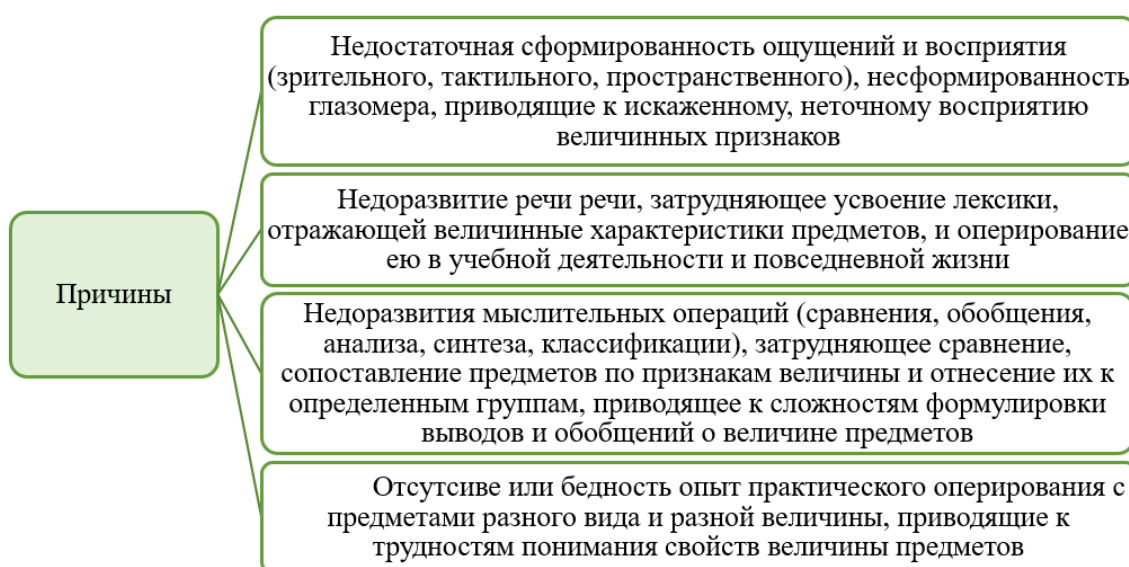 Причины
Недостаточная сформированность ощущений и восприятия
(зрительного, тактильного, пространственного), несформированность
глазомера, приводящие к искаженному, неточному восприятию
величинных признаков
Недоразвитие речи речи, затрудняющее усвоение лексики,
отражающей величинные характеристики предметов, и оперирование
ею в учебной деятельности и повседневной жизни
Недоразвития мыслительных операций (сравнения, обобщения,
анализа, синтеза, классификации), затрудняющее сравнение,
сопоставление предметов по признакам величины и отнесение их к
определенным группам, приводящее к сложностям формулировки
выводов и обобщений о величине предметов
Отсутсиве или бедность опыт практического оперирования с
предметами разного вида и разной величины, приводящие к
трудностям понимания свойств величины предметов